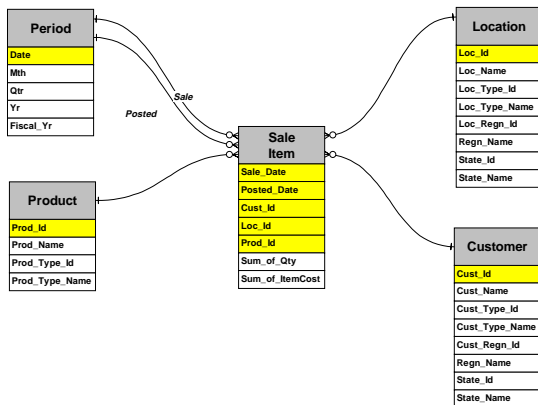 Period
Date
Mth
Qtr
Yr
Fiscal_Yr
Sale
Posted
Product
Prod_Id
Prod_Name
Prod_Type_Id
Prod_Type_Name
Sale
Item
Sale_Date
Posted_Date
Cust_Id
Loc_Id
Prod_Id
Sum_of_Qty
Sum_of_ItemCost
Location
Loc_Id
Loc_Name
Loc_Type_Id
Loc_Type_Name
Loc_Regn_Id
Regn_Name
State_Id
State_Name
Customer
Cust_Id
Cust_Name
Cust_Type_Id
Cust_Type_Name
Cust_Regn_Id
Regn_Name
State_Id
State_Name